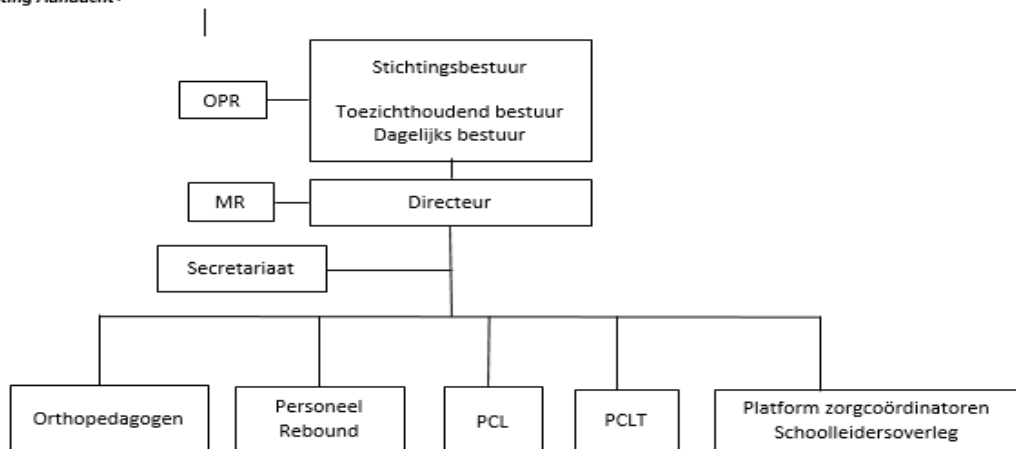 Stichtingsbestuur
OPR
Toezichthoudend bestuur
Dagelijks bestuur
MR
Directeur
Secretariaat
Orthopedagogen
Personeel
Rebound
PCL
PCLT
Platform zorgcoördinatoren
Schoolleidersoverleg